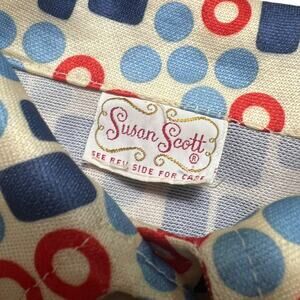 Susan Scott
®
SEE REV. SIDE FOR CARE